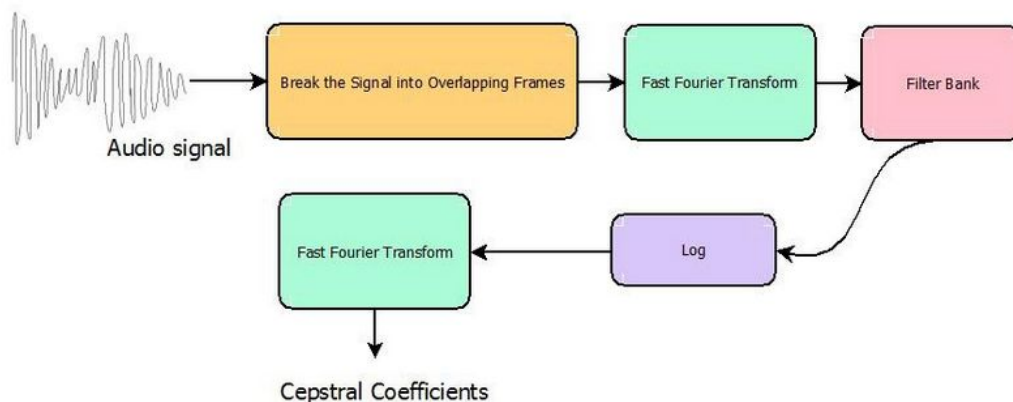 Break the Signal into Overlapping Frames
Fast Fourier Transform
Filter Bank
Audio signal
Fast Fourier Transform
Log
Cepstral Coefficients